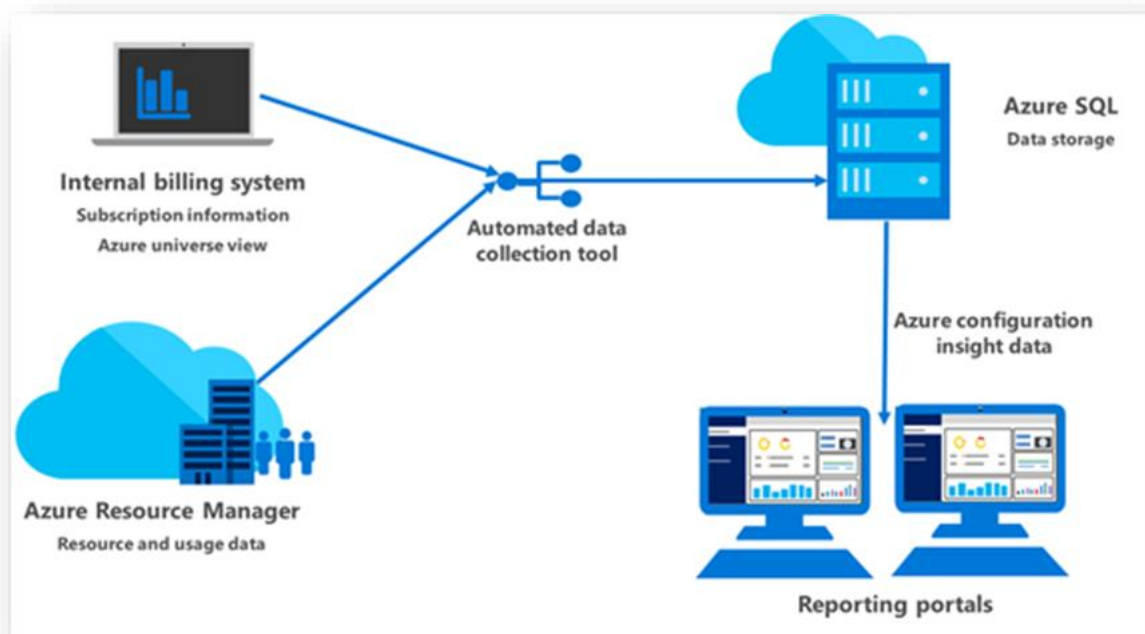 Internal billing system
Subscription information
Azure universe view
Automated data
collection tool
Azure SQL
Data storage
Azure configuration
insight data
Azure Resource Manager
Resource and usage data
Reporting portals